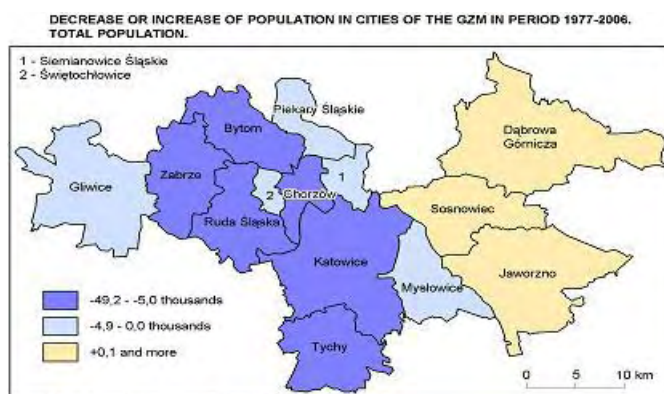 DECREASE OR INCREASE OF POPULATION IN CITIES OF THE GZM IN PERIOD 1977-2006.
TOTAL POPULATION.
1 - Siemianowice Śląskie
2 - Świętochłowice
Piekary Śląskie
Bytom
Dąbrowa
Górnicza
Gliwice
Zabrze
1
2
Chorzów
Sosnowiec
Ruda Śląska
Katowice
Mysłowice
Jaworzno
Tychy
-49,2 - -5,0 thousands
-4,9 - 0,0 thousands
+0,1 and more
0 5 10 km